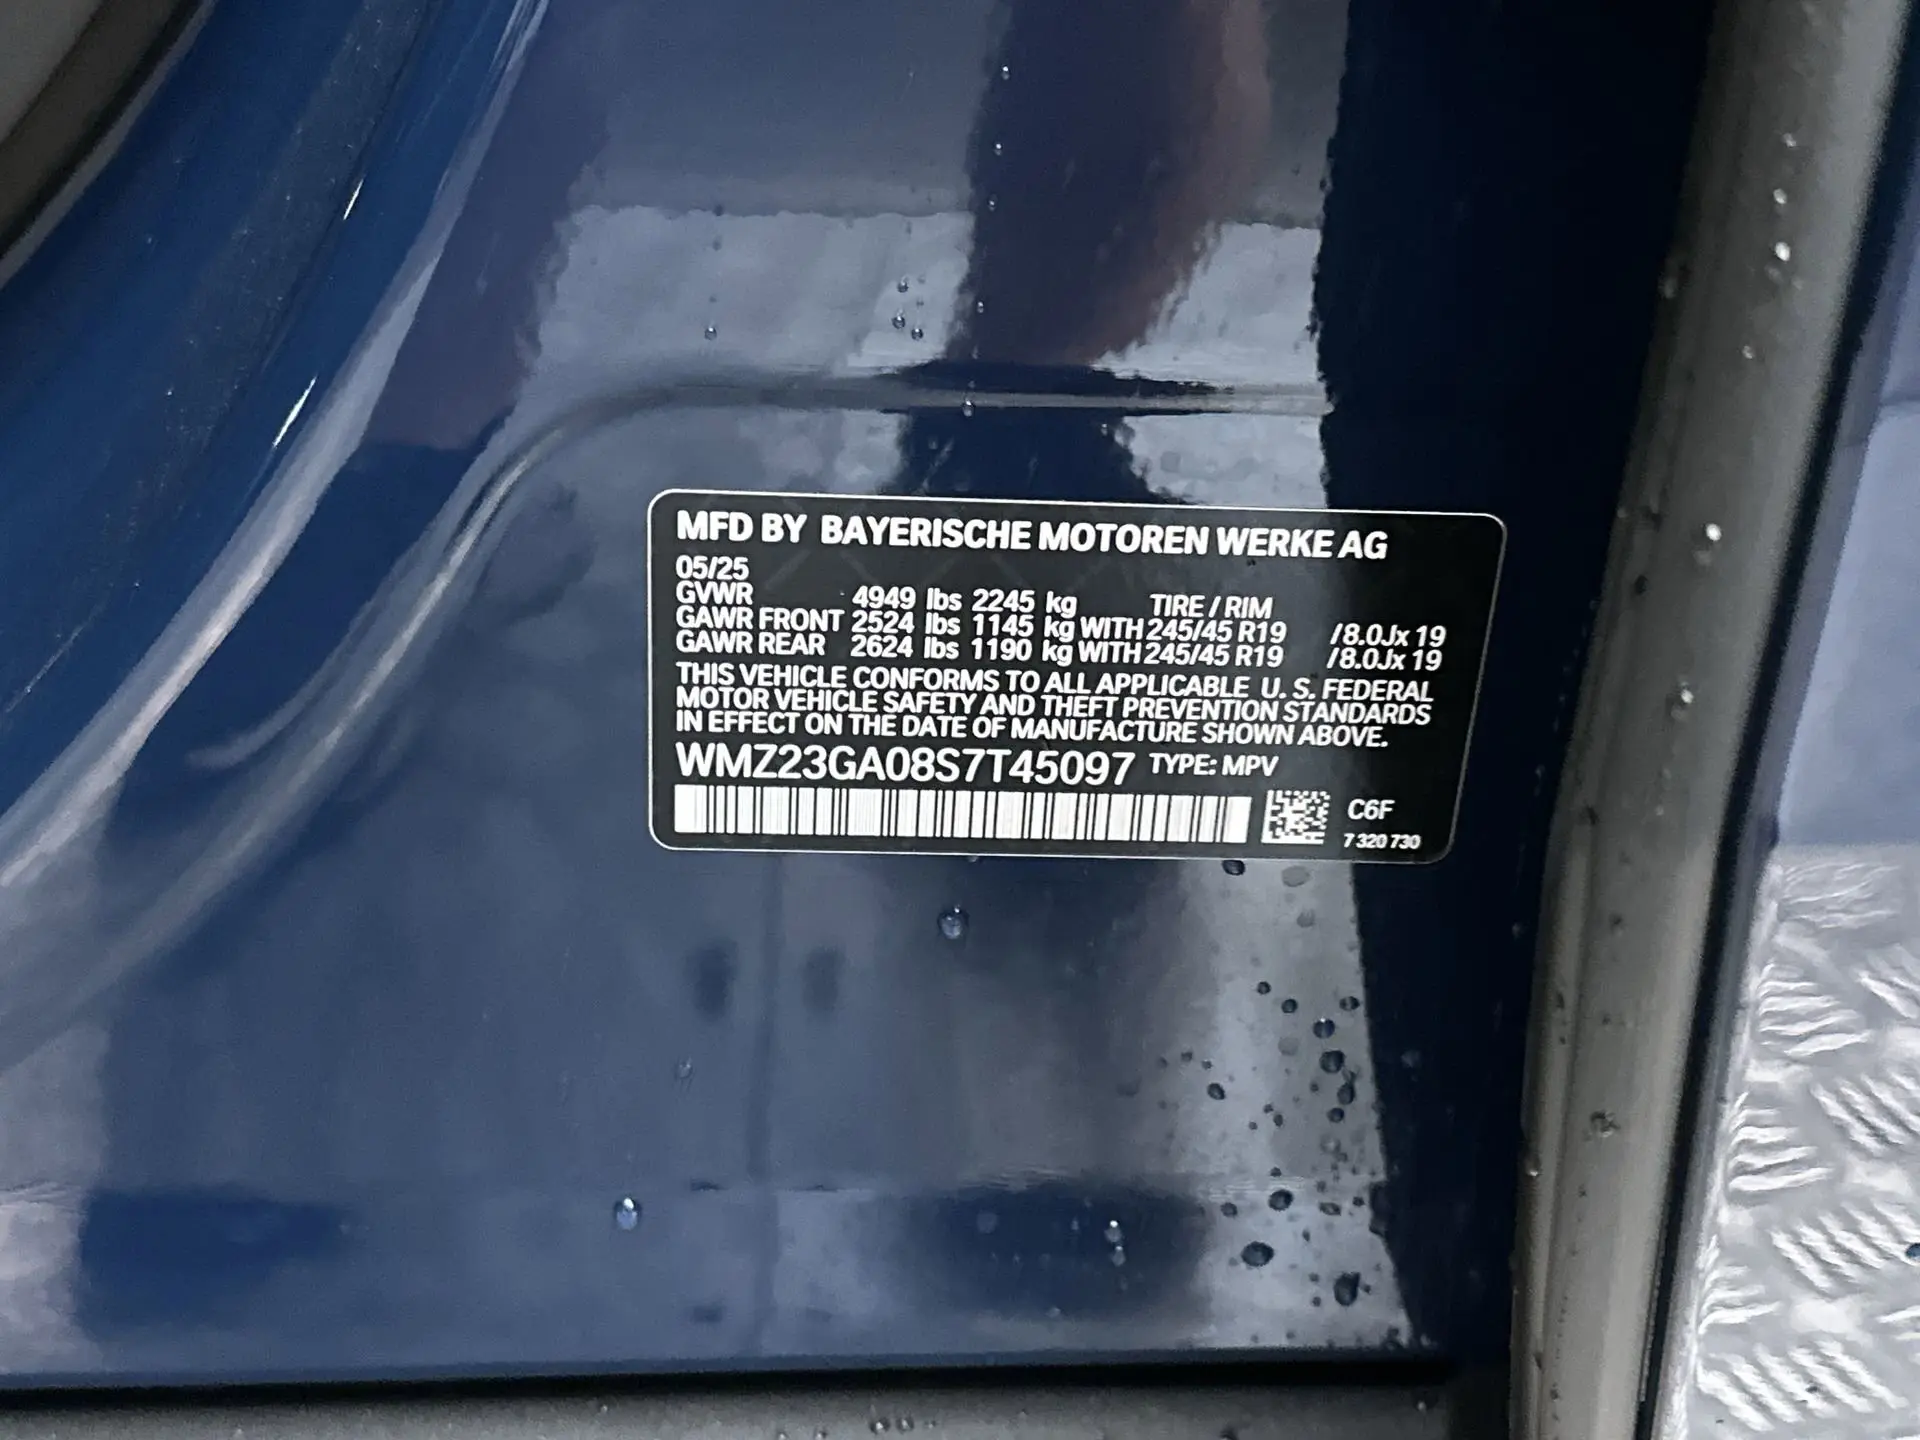 MFD BY BAYERISCHE MOTOREN WERKE AG
05/25
GVWR 4949 lbs 2245 kg TIRE / RIM
GAWR FRONT 2524 lbs 1145 kg WITH 245/45 R19 /8.0Jx 19
GAWR REAR 2624 lbs 1190 kg WITH 245/45 R19 /8.0Jx 19
THIS VEHICLE CONFORMS TO ALL APPLICABLE U. S. FEDERAL
MOTOR VEHICLE SAFETY AND THEFT PREVENTION STANDARDS
IN EFFECT ON THE DATE OF MANUFACTURE SHOWN ABOVE.
WMZ23GA08S7T45097 TYPE: MPV
C6F
7 320 730